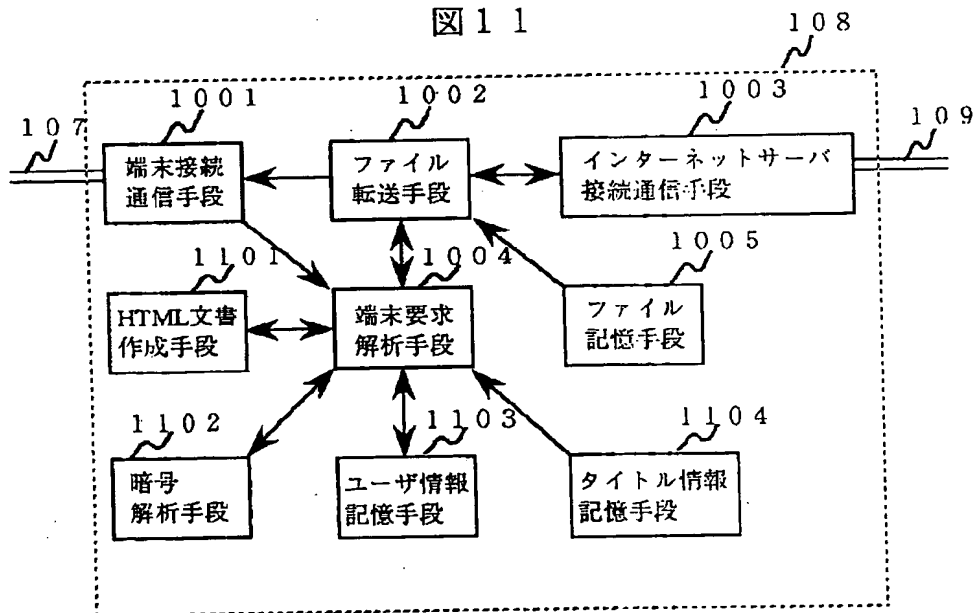 図１１
１０８
１００１
１００２
１００３
１０７
１０９
端末接続
通信手段
ファイル
転送手段
インターネットサーバ
接続通信手段
１１０１
１００４
１００５
HTML文書
作成手段
端末要求
解析手段
ファイル
記憶手段
１１０２
１１０３
１１０４
暗号
解析手段
ユーザ情報
記憶手段
タイトル情報
記憶手段